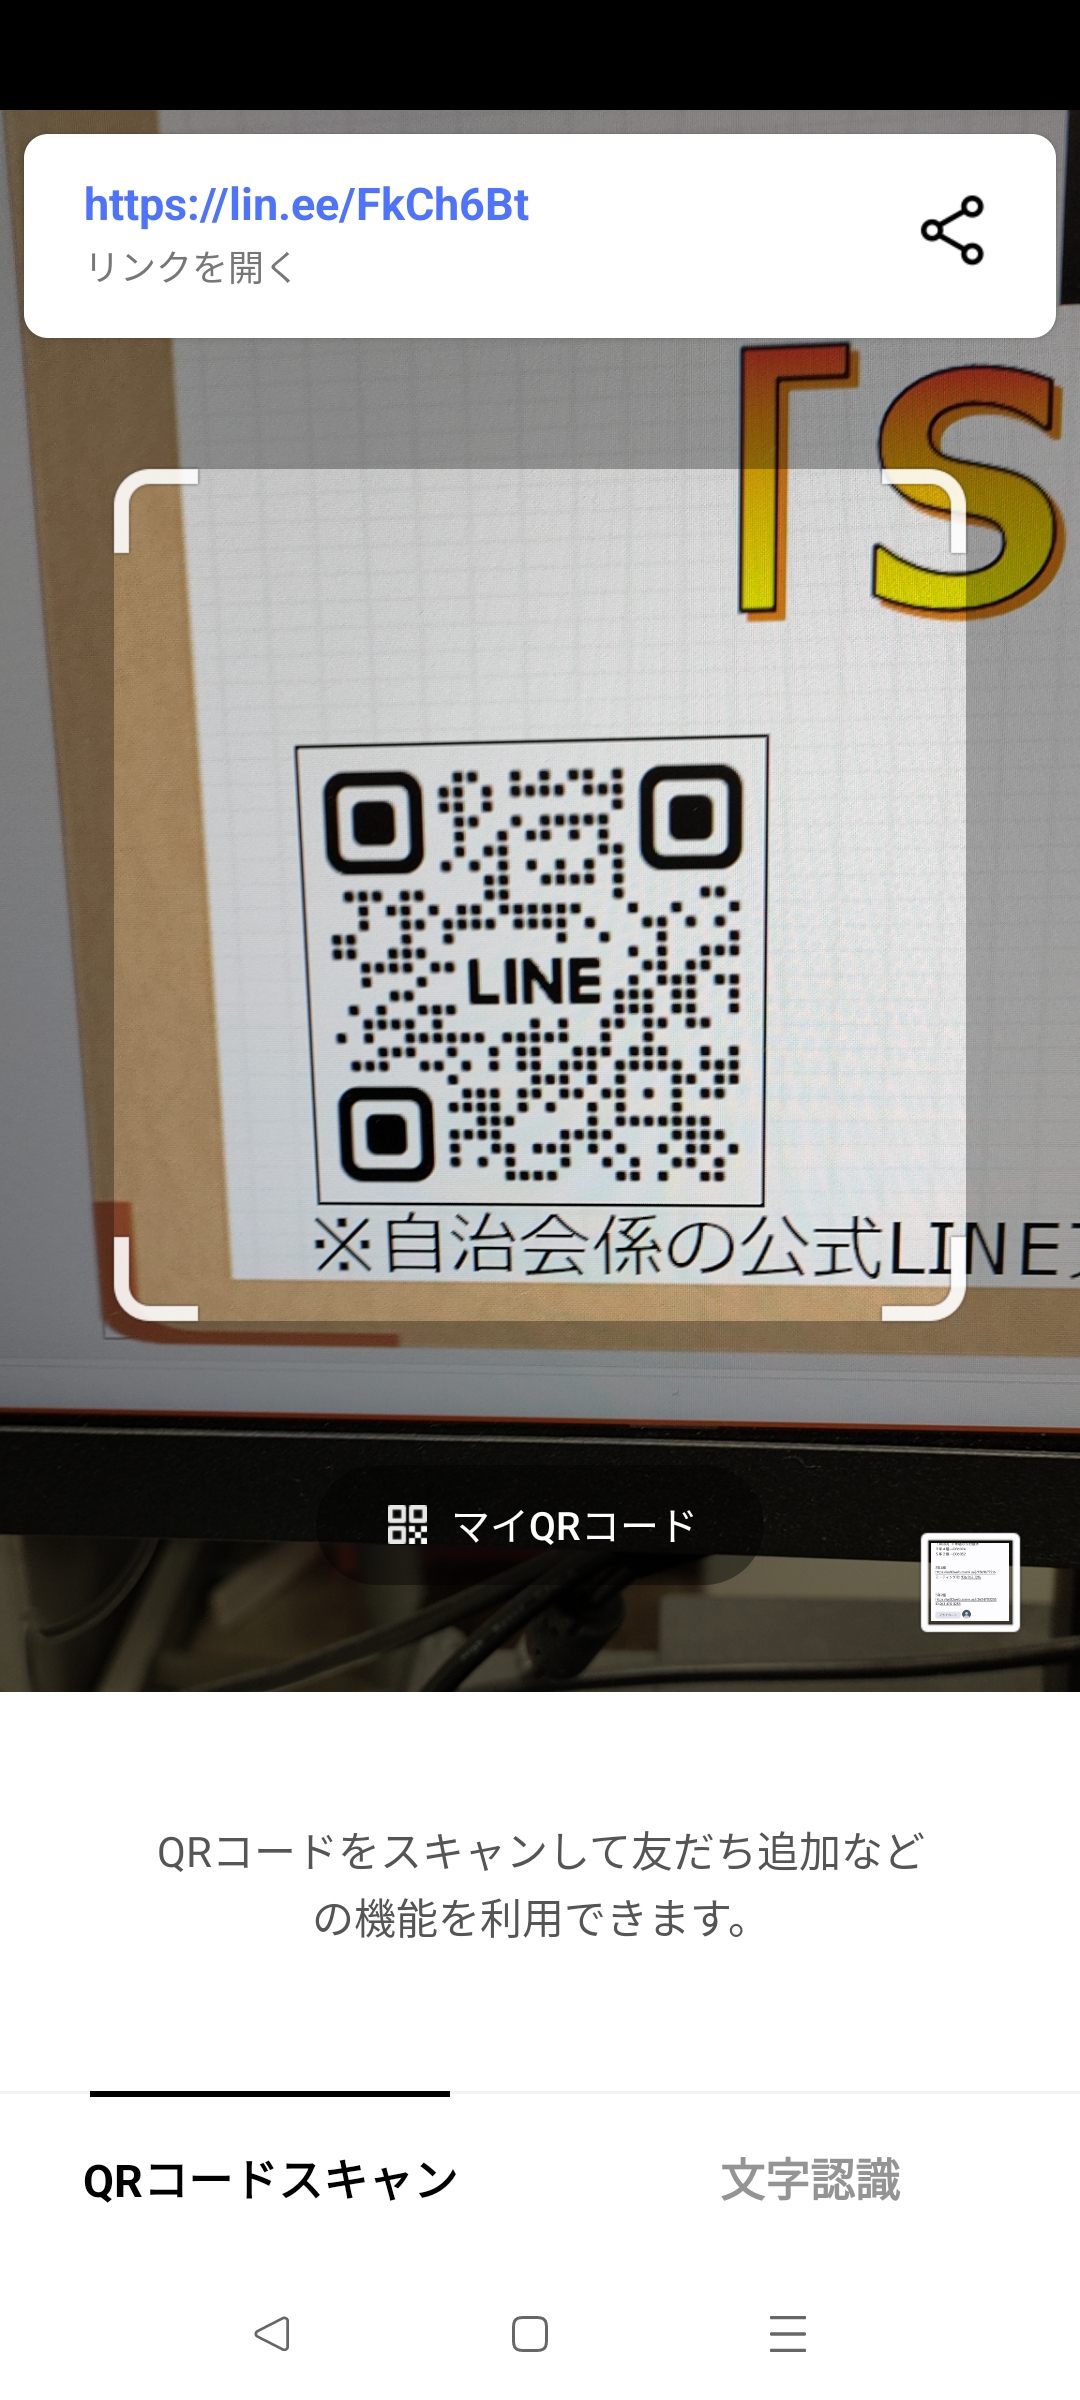 https://lin.ee/FkCh6Bt
リンクを開く
「S
LINE
※自治会係の公式LINE
マイQRコード
QRコードをスキャンして友だち追加など
の機能を利用できます。
QRコードスキャン
文字認識